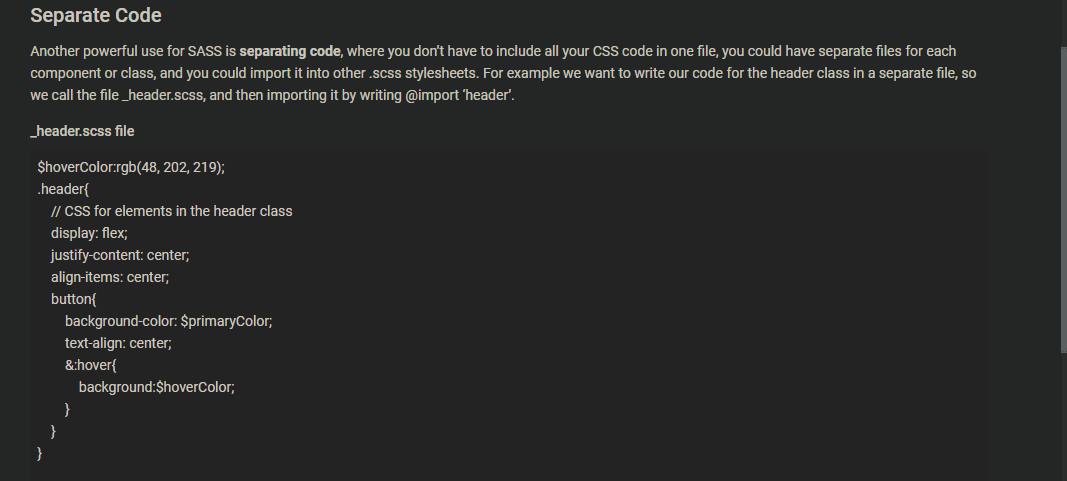 Separate Code
Another powerful use for SASS is separating code, where you don’t have to include all your CSS code in one file, you could have separate files for each
component or class, and you could import it into other .scss stylesheets. For example we want to write our code for the header class in a separate file, so
we call the file _header.scss, and then importing it by writing @import ‘header’.
_header.scss file
$hoverColor:rgb(48, 202, 219);
.header{
// CSS for elements in the header class
display: flex;
justify-content: center;
align-items: center;
button{
background-color: $primaryColor;
text-align: center;
&:hover{
background:$hoverColor;
}
}
}